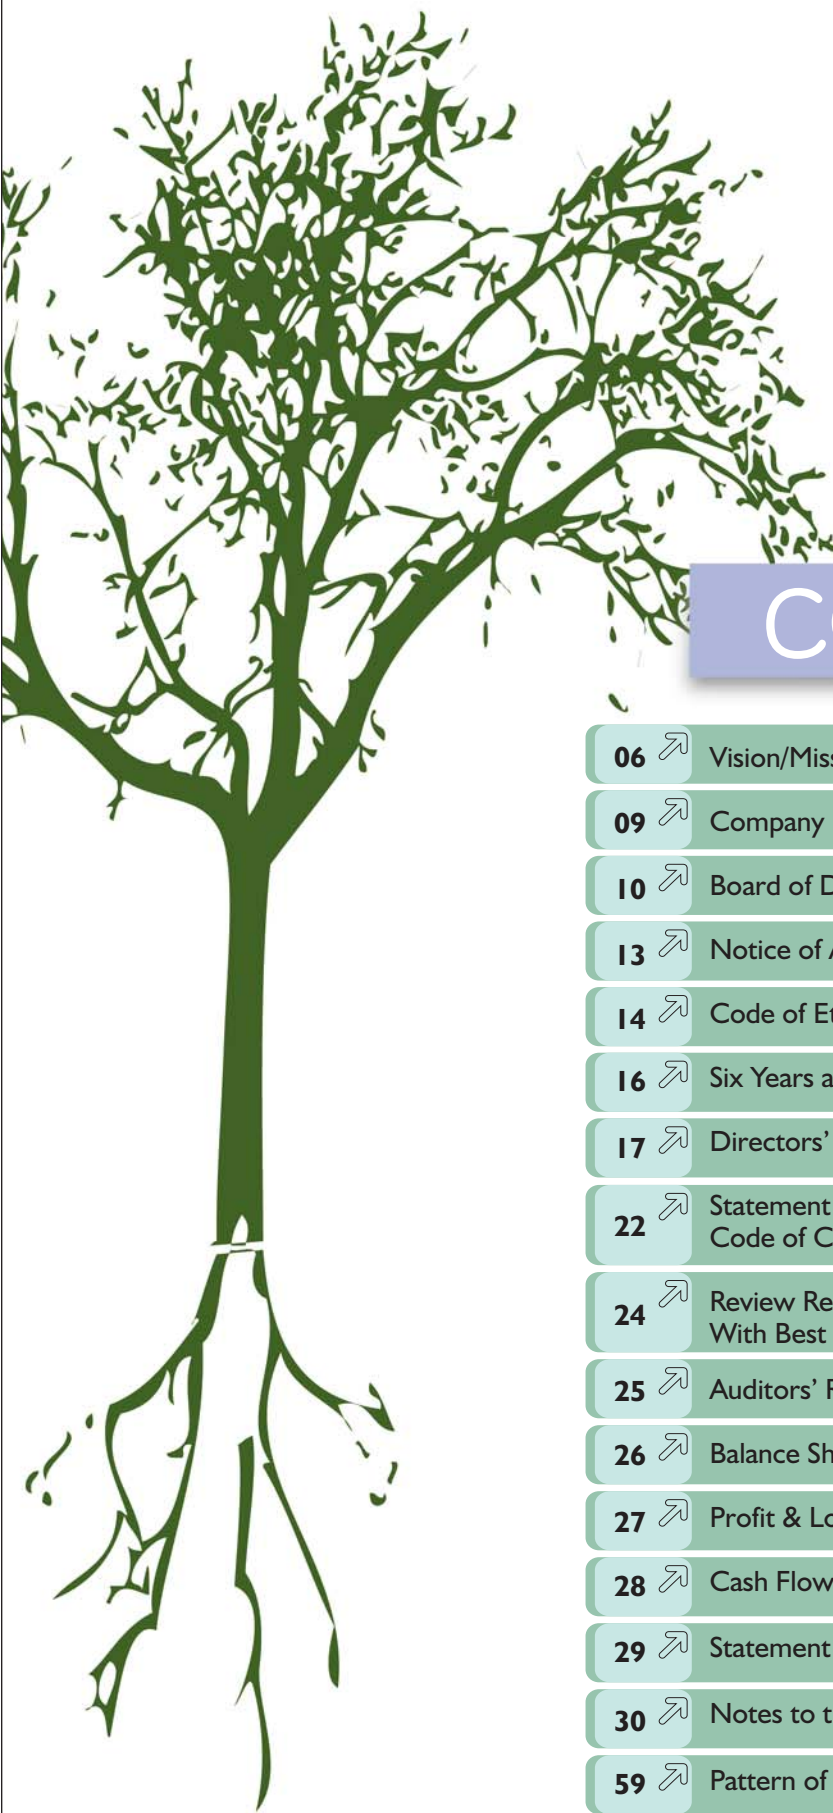 06 Vision/Miss
09 Company
10 Board of D
13 Notice of A
14 Code of Et
16 Six Years a
17 Directors’
22 Statement
Code of C
24 Review Re
With Best
25 Auditors’
26 Balance Sh
27 Profit & Lo
28 Cash Flow
29 Statement
30 Notes to t
59 Pattern of